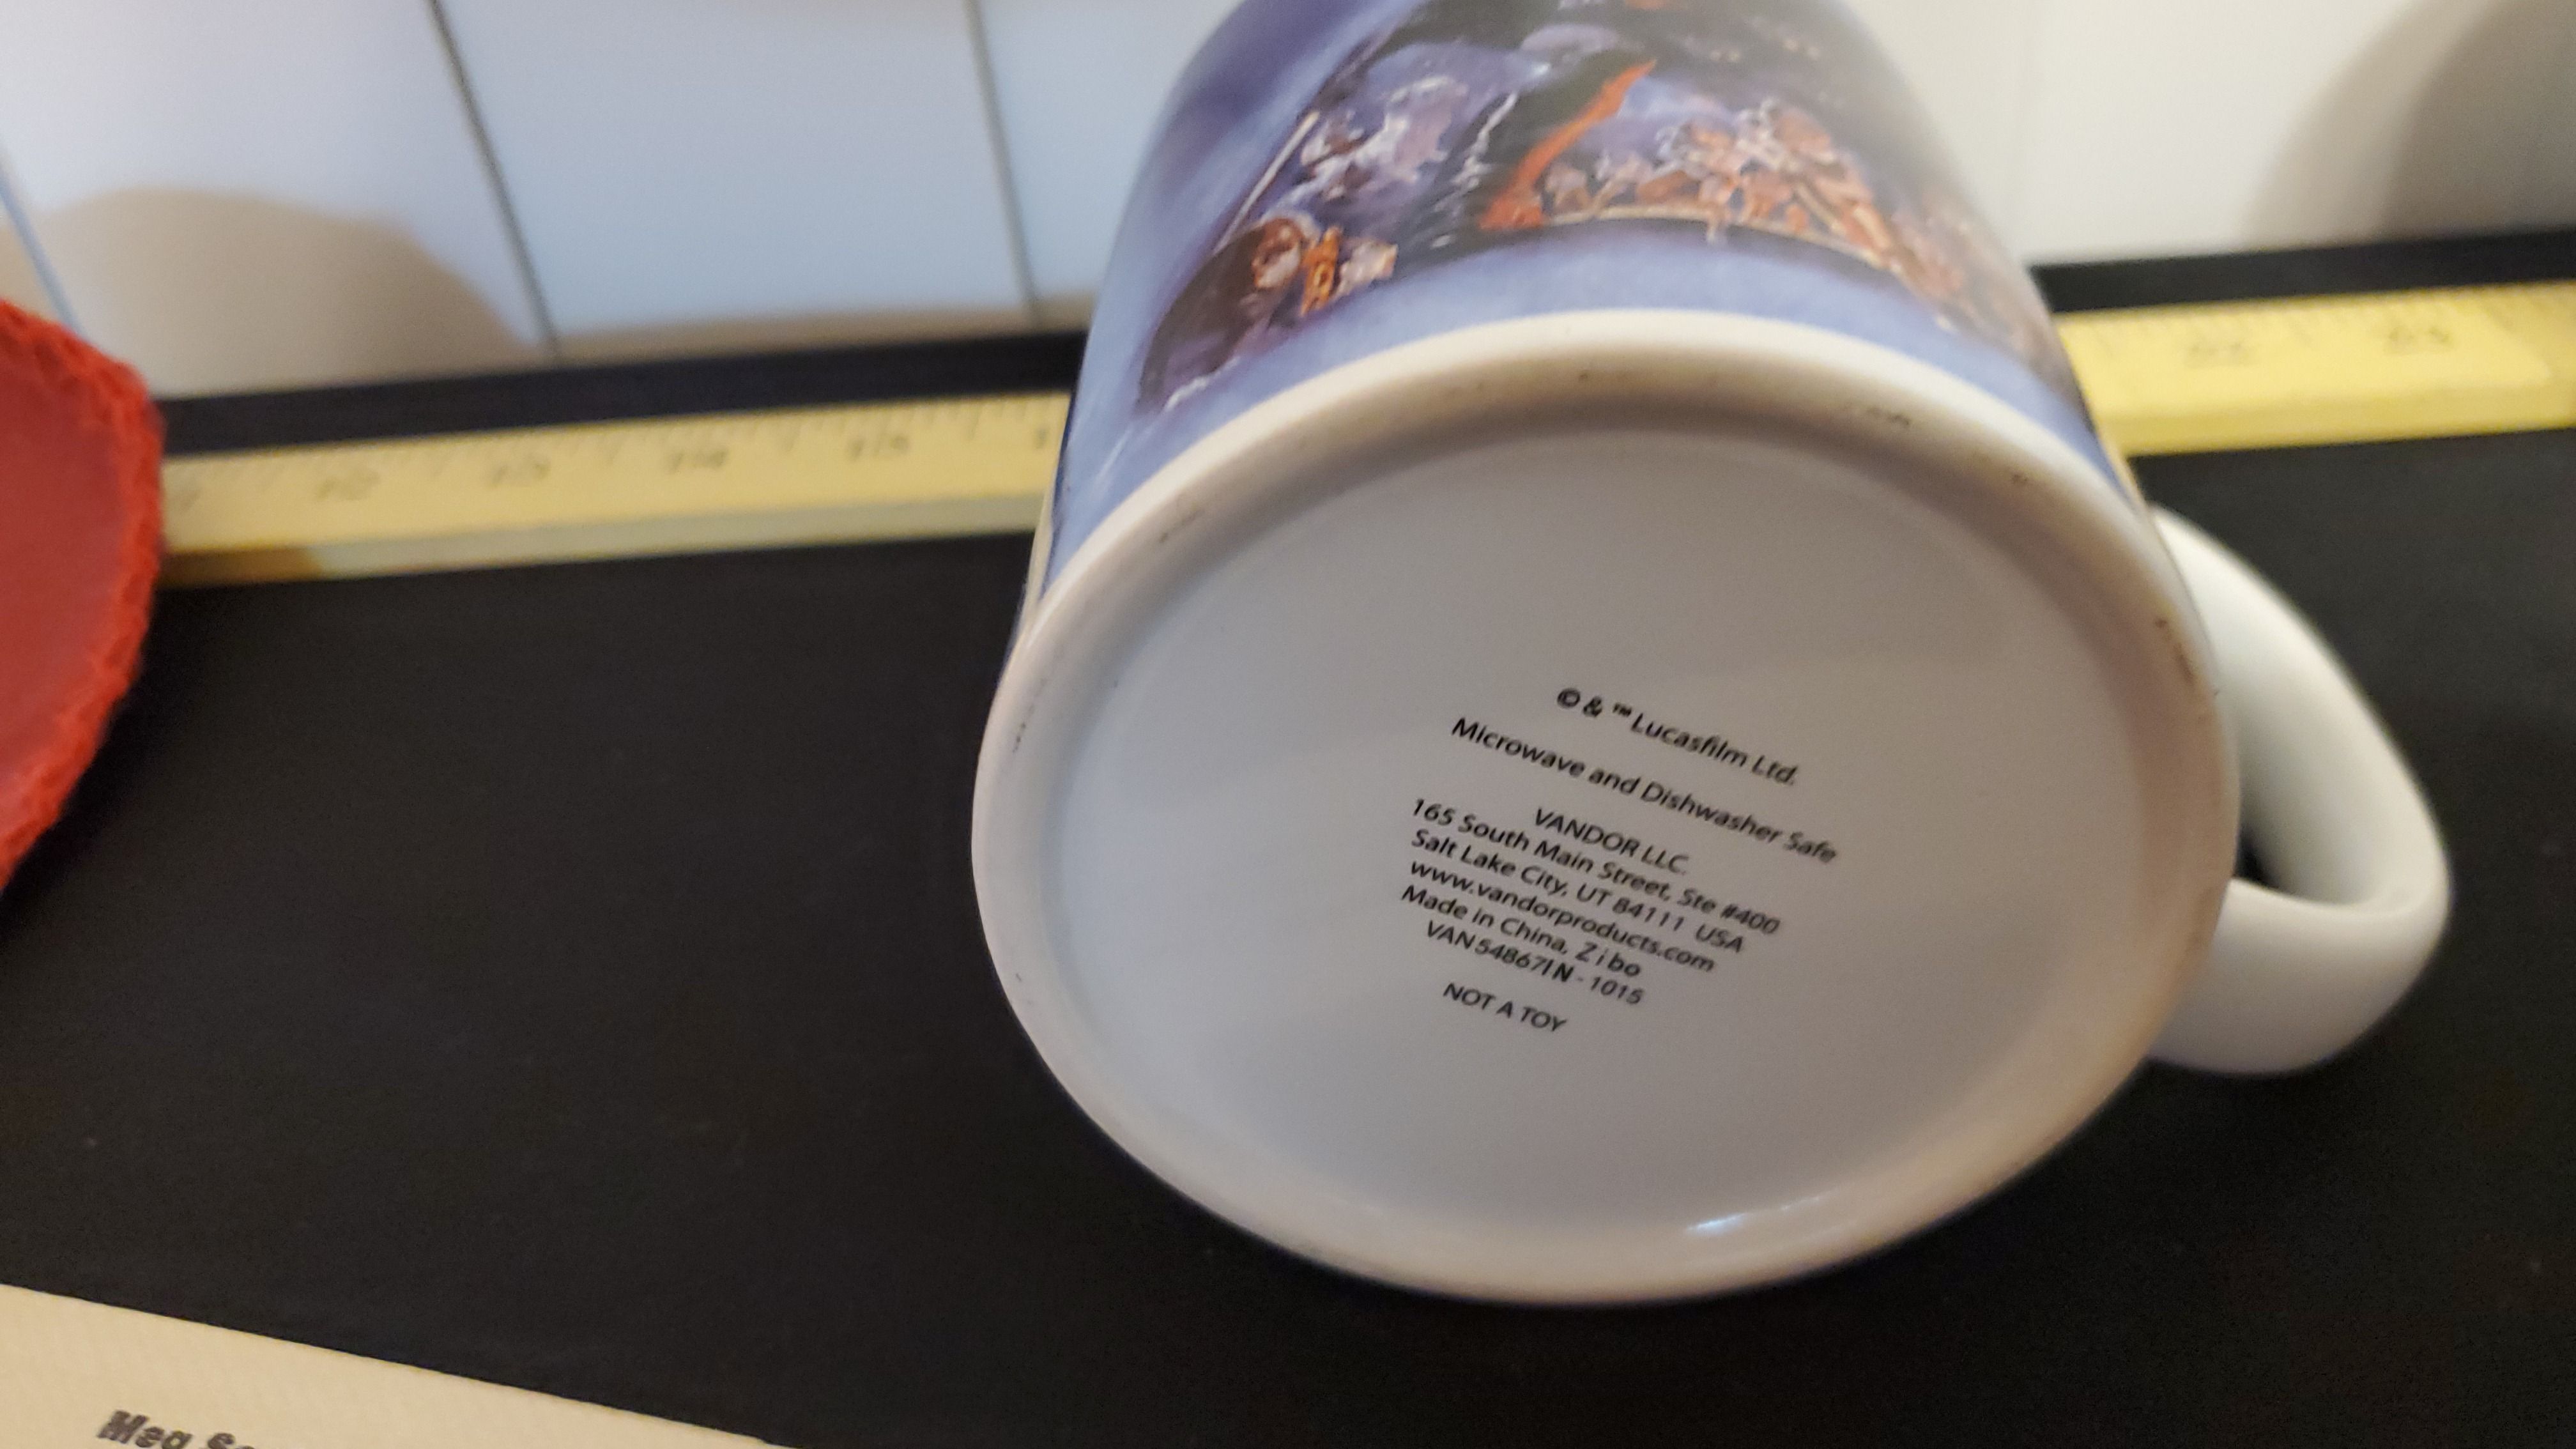 © & ™ Lucasfilm Ltd.
Microwave and Dishwasher Safe
VANDOR LLC.
165 South Main Street, Ste #400
Salt Lake City, UT 84111 USA
www.vandorproducts.com
Made in China, Zibo
VAN54867IN - 1015
NOT A TOY
Meg